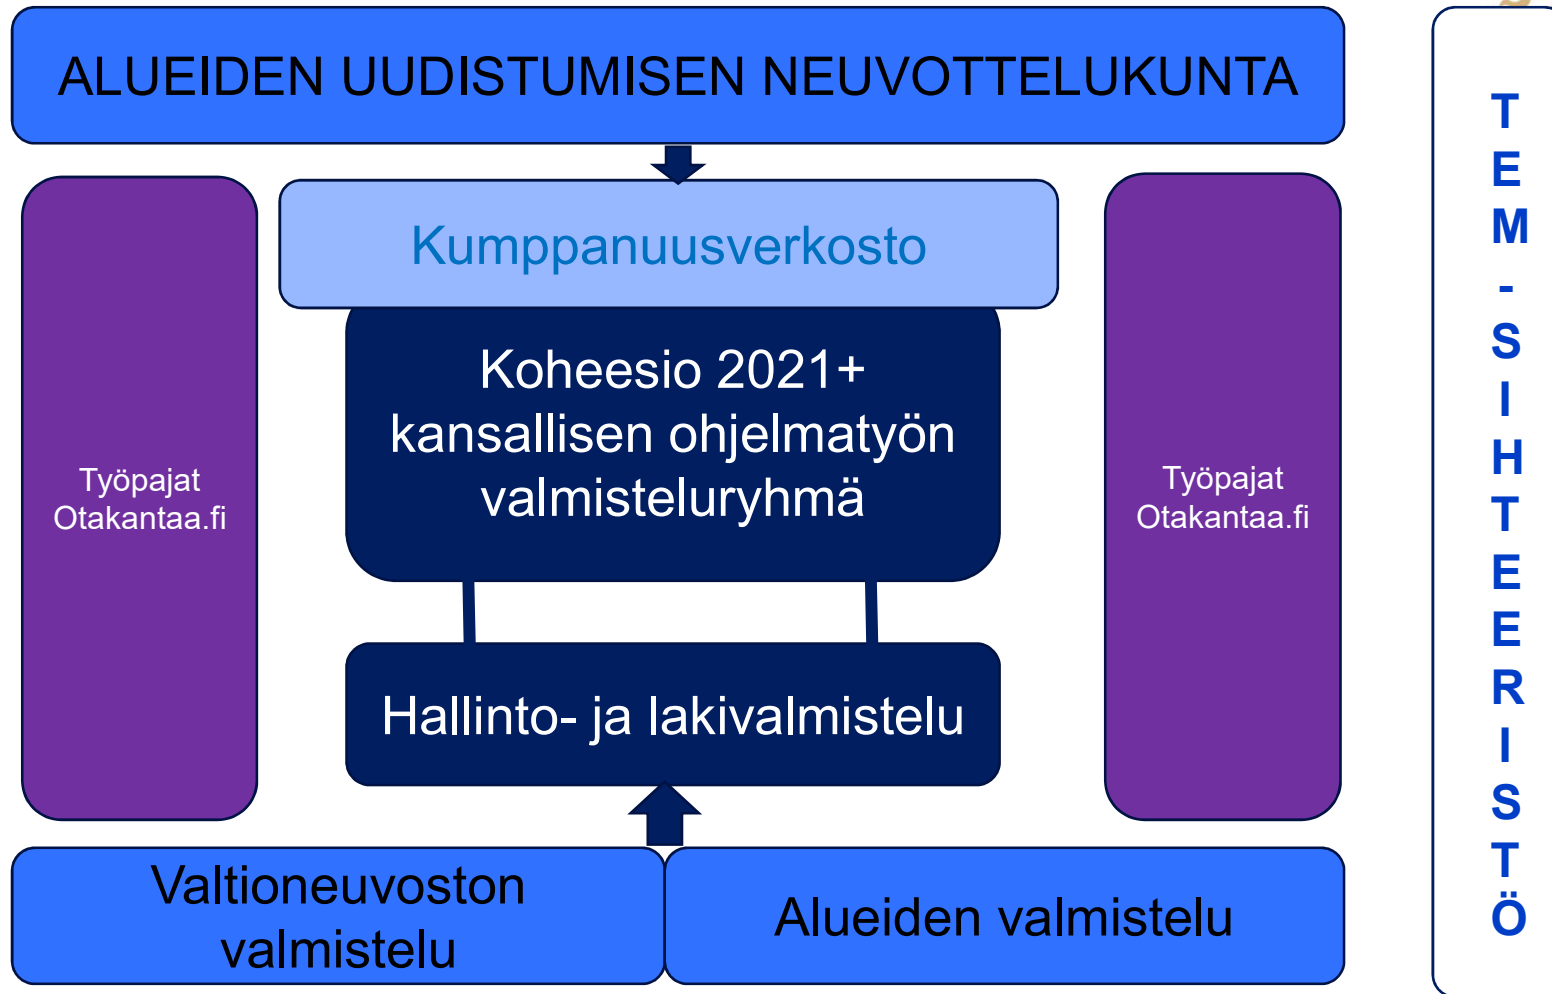 ALUEIDEN UUDISTUMISEN NEUVOTTELUKUNTA
Kumppanuusverkosto
Koheesio 2021+
kansallisen ohjelmatyön
valmisteluryhmä
Työpajat
Otakantaa.fi
Työpajat
Otakantaa.fi
Hallinto- ja lakivalmistelu
Valtioneuvoston
valmistelu
Alueiden valmistelu
T
E
M
-
S
I
H
T
E
E
R
I
S
T
Ö